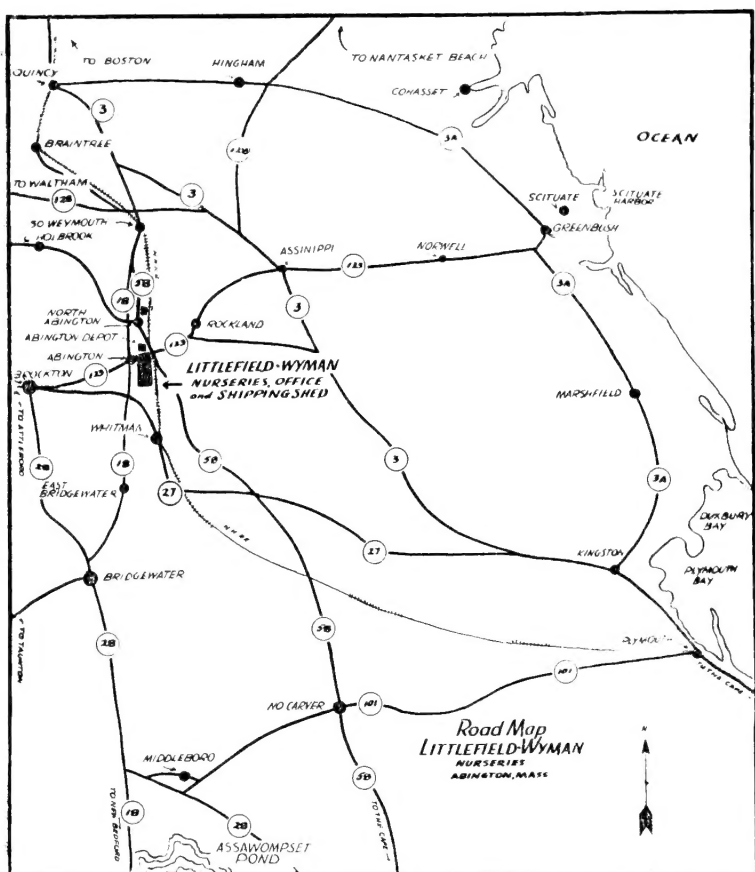 TO BOSTON
TO NANTASKET BEACH
QUINCY
HINGHAM
COHASSET
3
3A
OCEAN
BRAINTREE
128
TO WALTHAM
128
3
SCITUATE
SCITUATE
HARBOR
SO WEYMOUTH
HOLBROOK
GREENBUSH
ASSINIPPI
NORWELL
123
18
58
3
3A
NORTH
ABINGTON
ROCKLAND
ABINGTON DEPOT
ABINGTON
123
BROCKTON
123
LITTLEFIELD-WYMAN
NURSERIES, OFFICE
and SHIPPING SHED
MARSHFIELD
TO ATTLEBORO
WHITMAN
28
18
58
3
3A
EAST
BRIDGEWATER
27
DUXBURY
BAY
27
KINGSTON
BRIDGEWATER
PLYMOUTH
BAY
TO TAUNTON
28
58
PLYMOUTH
TO THE CAPE
101
NO CARVER
101
Road Map
LITTLEFIELD-WYMAN
NURSERIES
ABINGTON, MASS
N
MIDDLEBORO
58
TO NEW BEDFORD
18
28
TO THE CAPE
ASSAWOMPSET
POND